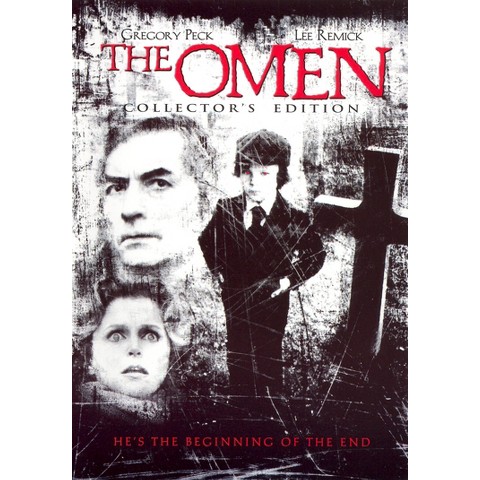 GREGORY PECK LEE REMICK
THE OMEN
COLLECTOR'S EDITION
HE'S THE BEGINNING OF THE END